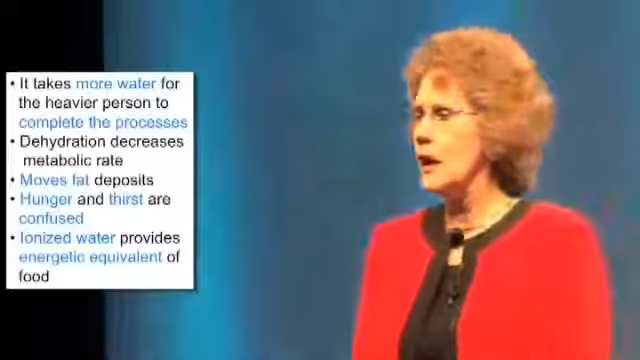 • It takes more water for
the heavier person to
complete the processes
• Dehydration decreases
metabolic rate
• Moves fat deposits
• Hunger and thirst are
confused
• Ionized water provides
energetic equivalent of
food